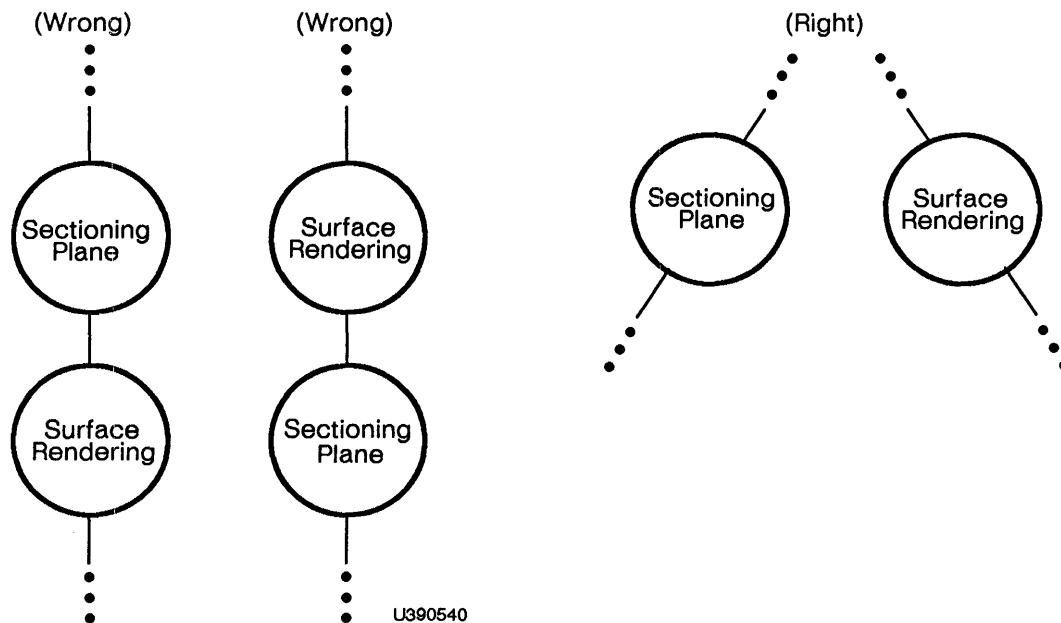 (Wrong)
(Wrong)
(Right)
Sectioning
Plane
Surface
Rendering
Sectioning
Plane
Surface
Rendering
Surface
Rendering
Sectioning
Plane
U390540